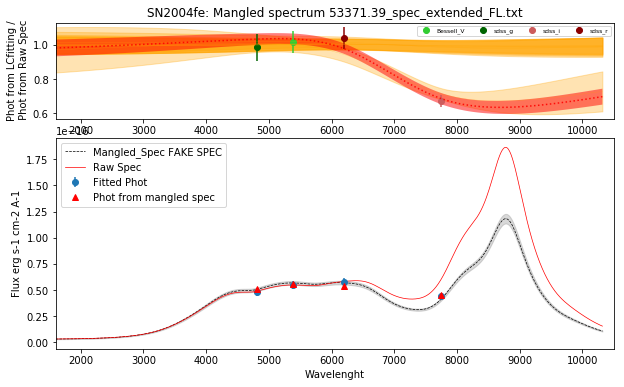 SN2004fe: Mangled spectrum 53371.39_spec_extended_FL.txt
Phot from LCfitting /
Phot from Raw Spec
1.0
0.8
0.6
Bessell_V sdss_g sdss_i sdss_r
2000 3000 4000 5000 6000 7000 8000 9000 10000
1e−16
Flux erg s-1 cm-2 A-1
1.75
1.50
1.25
1.00
0.75
0.50
0.25
0.00
Mangled_Spec FAKE SPEC
Raw Spec
Fitted Phot
Phot from mangled spec
2000 3000 4000 5000 6000 7000 8000 9000 10000
Wavelenght